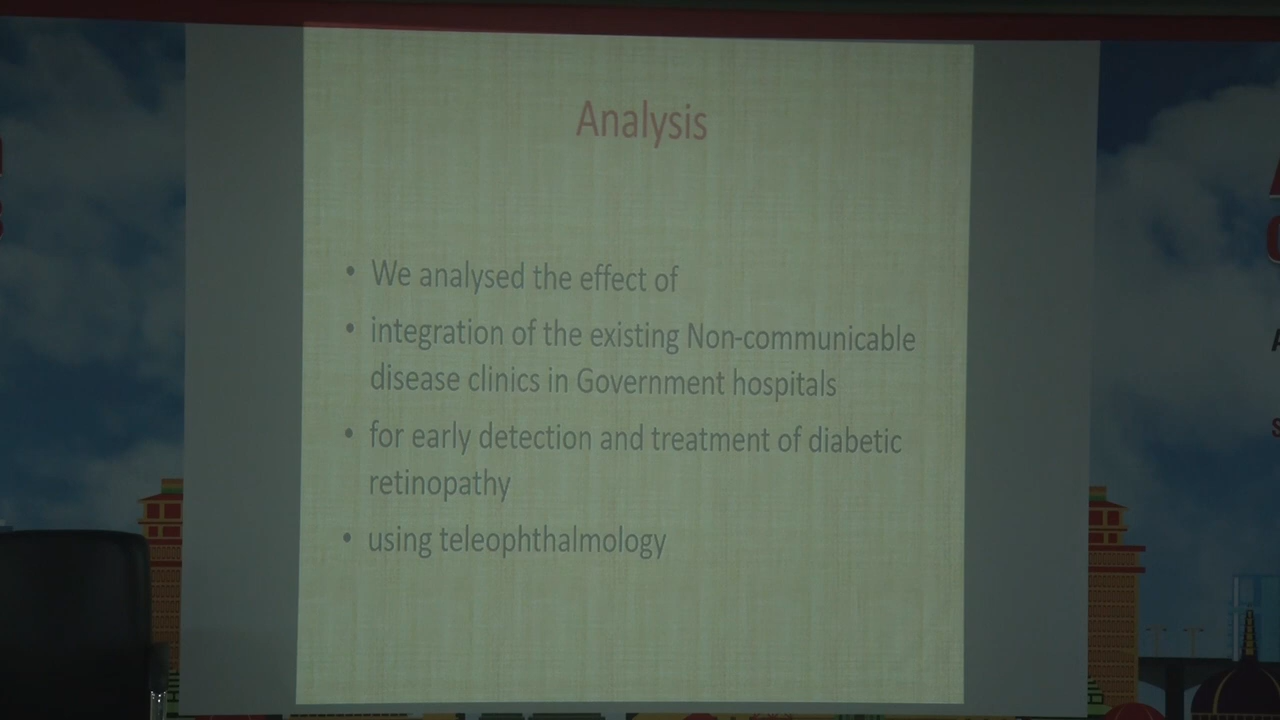 Analysis
• We analysed the effect of
• integration of the existing Non-communicable
disease clinics in Government hospitals
• for early detection and treatment of diabetic
retinopathy
• using teleophthalmology